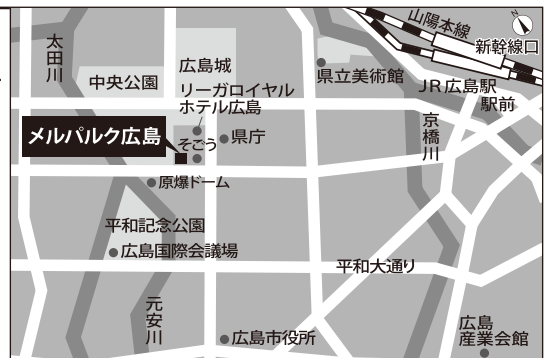 山陽本線
新幹線口
太田川
広島城
中央公園
県立美術館
JR広島駅
駅前
リーガロイヤル
ホテル広島
京橋川
メルパルク広島
そごう
県庁
原爆ドーム
平和記念公園
広島国際会議場
平和大通り
元安川
広島市役所
広島
産業会館